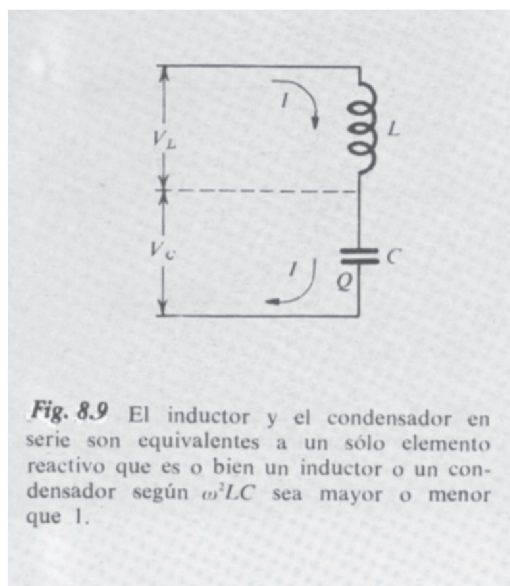 I
L
V_L
V_C
I
C
Q
Fig. 8.9 El inductor y el condensador en
serie son equivalentes a un sólo elemento
reactivo que es o bien un inductor o un con-
densador según ω²LC sea mayor o menor
que 1.